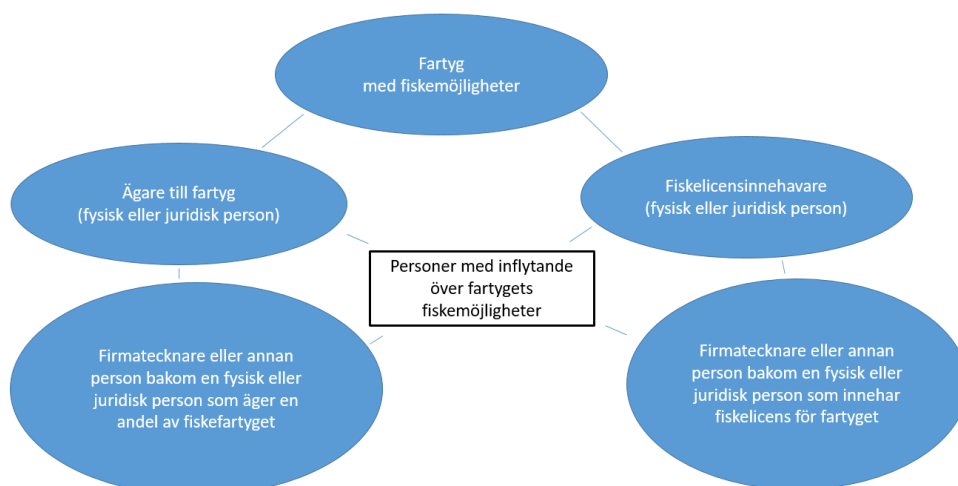 Fartyg
med fiskemöjligheter
Ägare till fartyg
(fysisk eller juridisk person)
Fiskelicensinnehavare
(fysisk eller juridisk person)
Personer med inflytande
över fartygets
fiskemöjligheter
Firmatecknare eller annan
person bakom en fysisk eller
juridisk person som äger en
andel av fiskefartyget
Firmatecknare eller annan
person bakom en fysisk eller
juridisk person som innehar
fiskelicens för fartyget